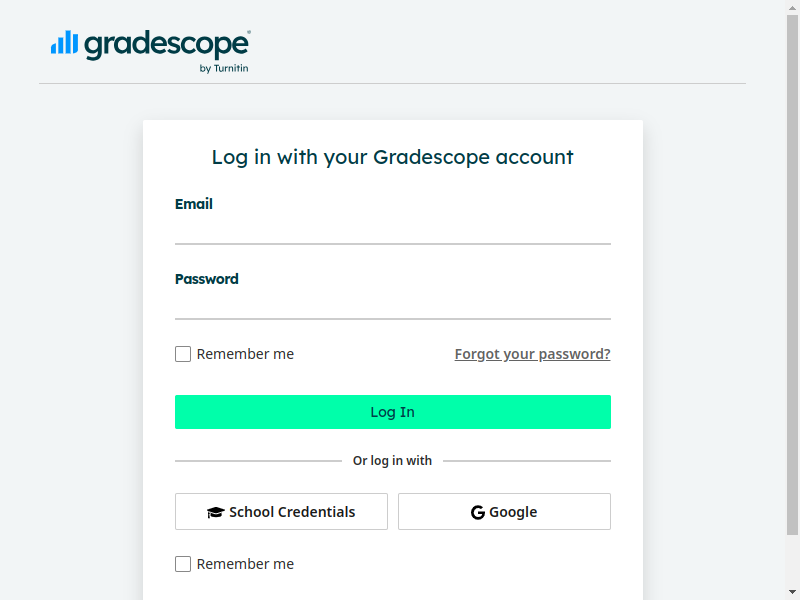 gradescope
by Turnitin
Log in with your Gradescope account
Email
Password
Remember me
Forgot your password?
Log In
Or log in with
School Credentials
Google
Remember me